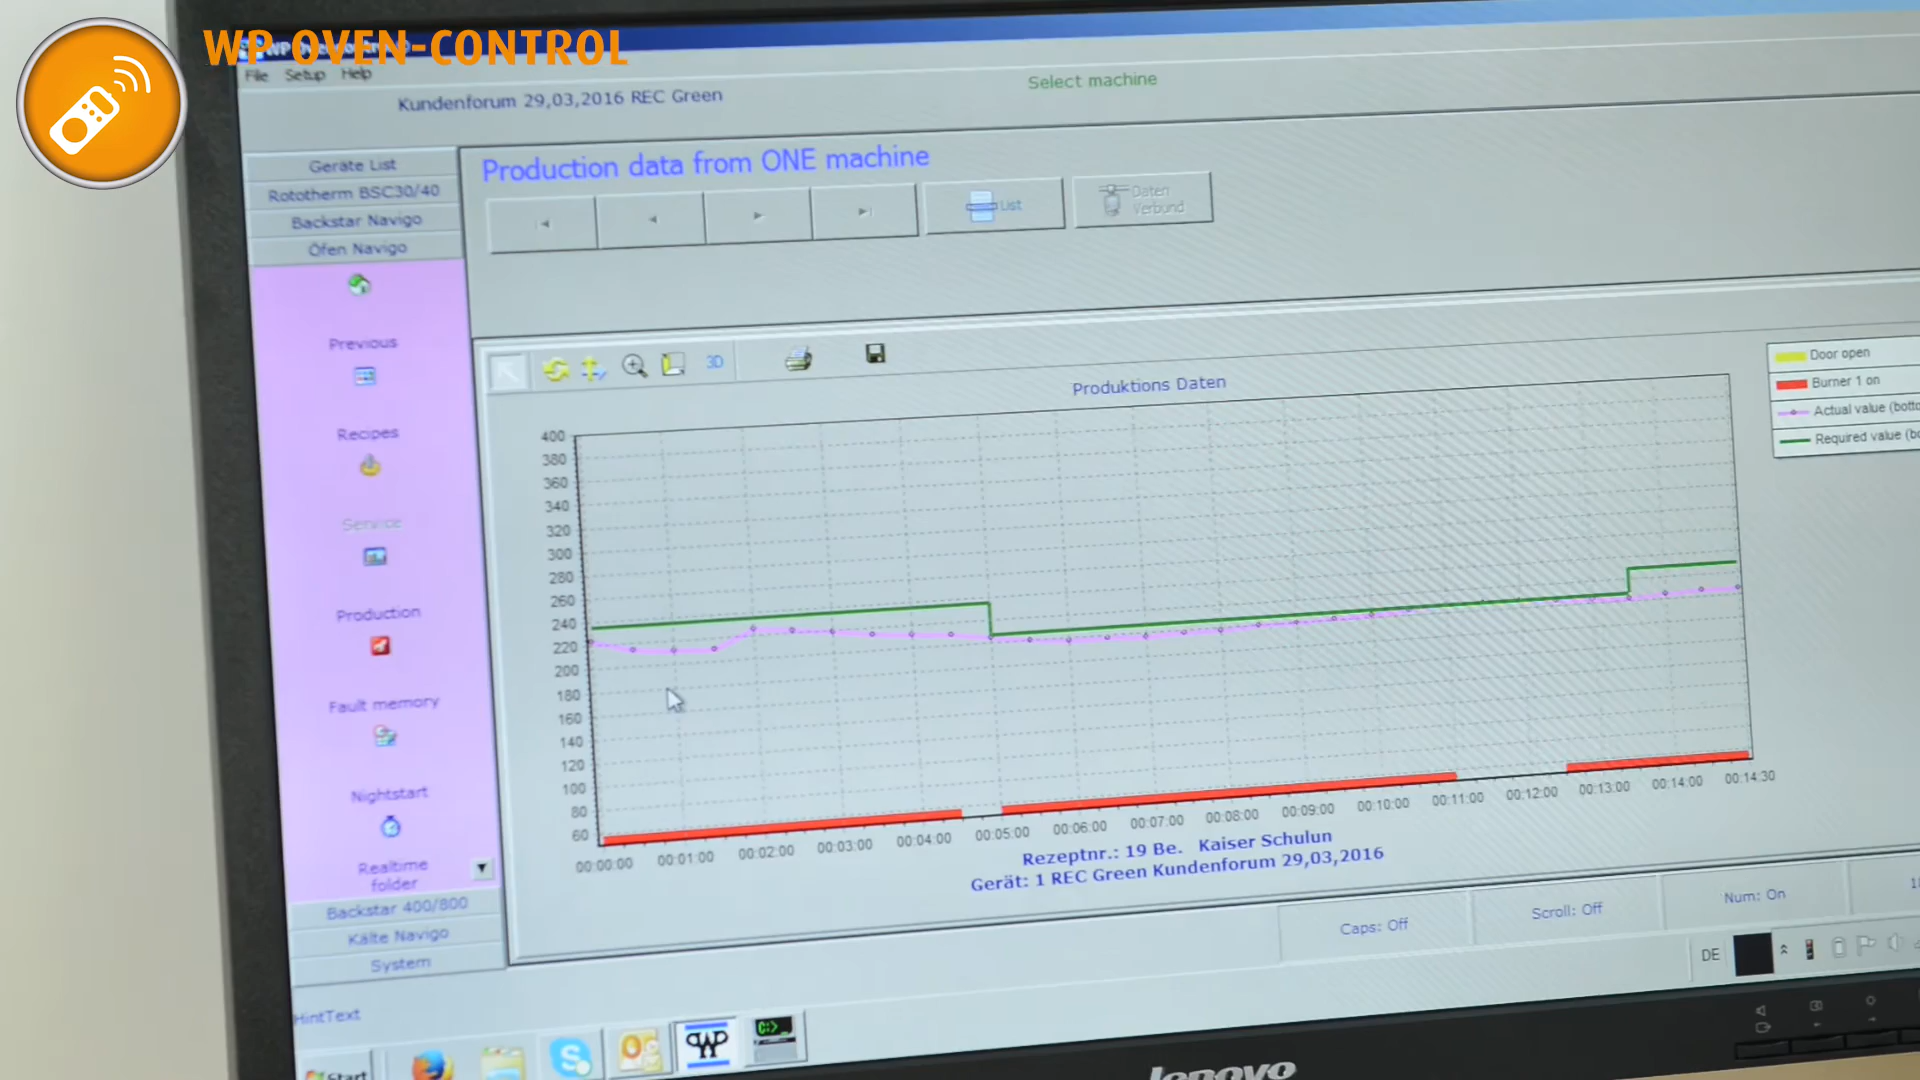 WP OVEN-CONTROL
File Setup Help
Kundenforum 29,03,2016 REC Green
Select machine
Production data from ONE machine
List
Daten
Verbund
Geräte List
Rototherm BSC30/40
Backstar Navigo
Öfen Navigo
Previous
Recipes
Service
Production
Fault memory
Nightstart
Realtime
folder
Backstar 400/800
Kälte Navigo
System
HintText
3D
Produktions Daten
Door open
Burner 1 on
Actual value
Required value
400
380
360
340
320
300
280
260
240
220
200
180
160
140
120
100
80
60
00:00:00 00:01:00 00:02:00 00:03:00 00:04:00 00:05:00 00:06:00 00:07:00 00:08:00 00:09:00 00:10:00 00:11:00 00:12:00 00:13:00 00:14:00 00:14:30
Rezeptnr.: 19 Be. Kaiser Schulun
Gerät: 1 REC Green Kundenforum 29,03,2016
Caps: Off
Scroll: Off
Num: On
DE
Start
WP
C:>_
lenovo